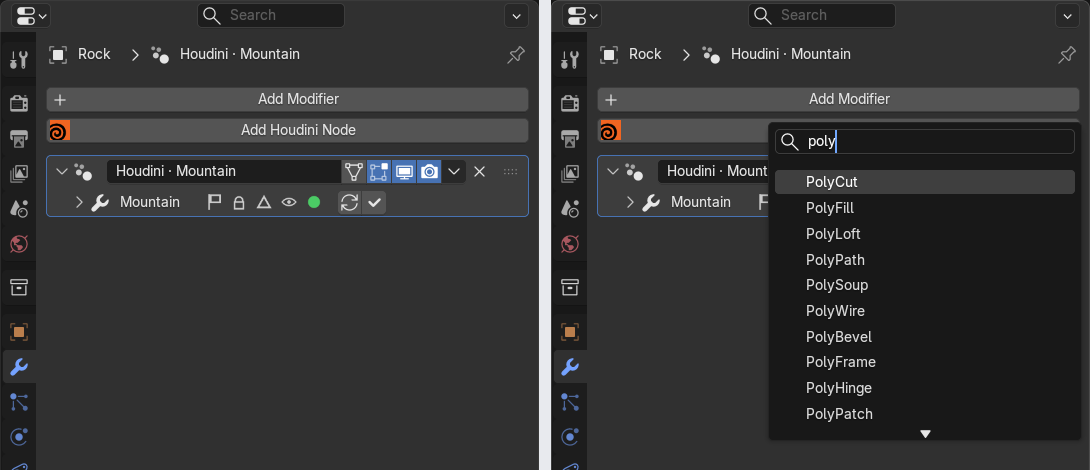 Search
Rock
Houdini · Mountain
Add Modifier
Add Houdini Node
Houdini · Mountain
Mountain
Search
Rock
Houdini · Mountain
Add Modifier
poly
Houdini · Mount
Mountain
PolyCut
PolyFill
PolyLoft
PolyPath
PolySoup
PolyWire
PolyBevel
PolyFrame
PolyHinge
PolyPatch